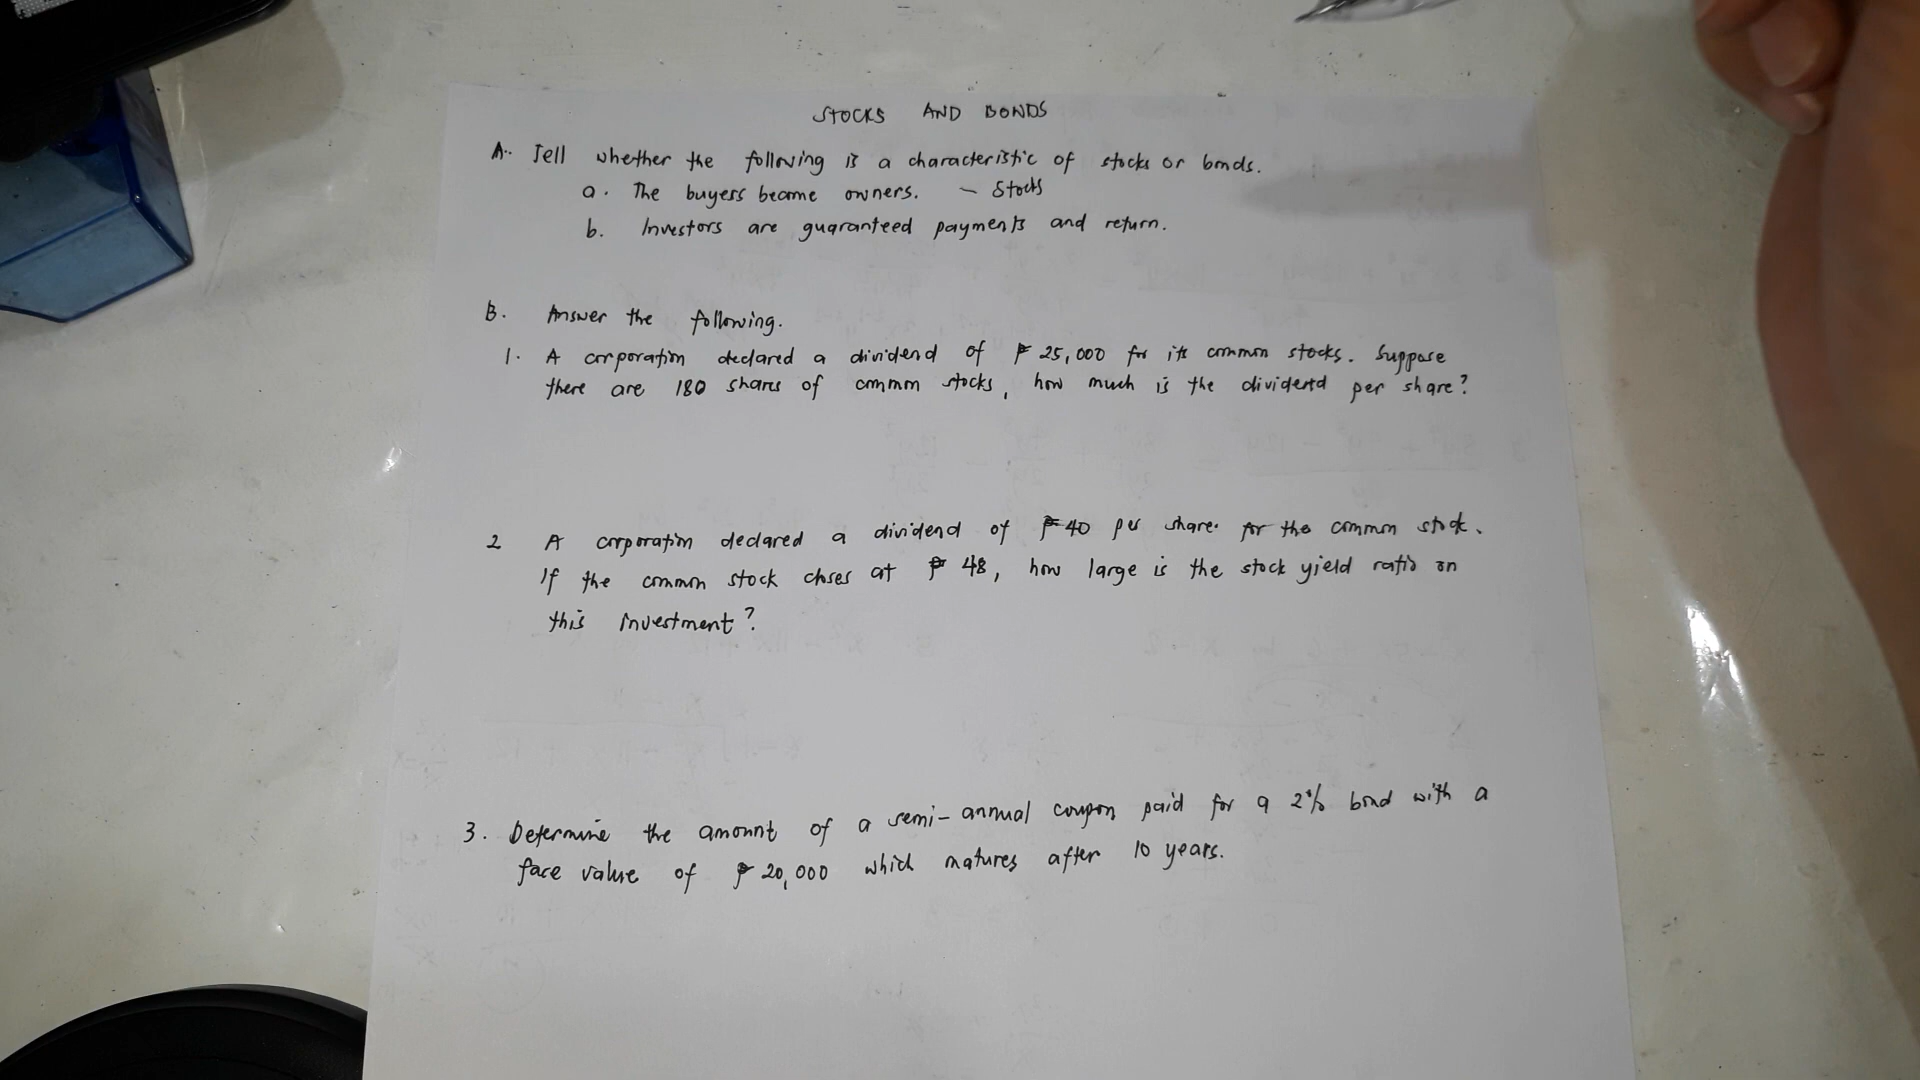 STOCKS AND BONDS
A. Tell whether the following is a characteristic of stocks or bonds.
a. The buyers become owners. - Stocks
b. Investors are guaranteed payments and return.
B. Answer the following.
1. A corporation declared a dividend of ₱ 25,000 for its common stocks. Suppose
there are 180 shares of common stocks, how much is the dividend per share?
2 A corporation declared a dividend of ₱40 per share for the common stock.
If the common stock closes at ₱ 48, how large is the stock yield ratio on
this investment?
3. Determine the amount of a semi-annual coupon paid for a 2% bond with a
face value of ₱ 20,000 which matures after 10 years.